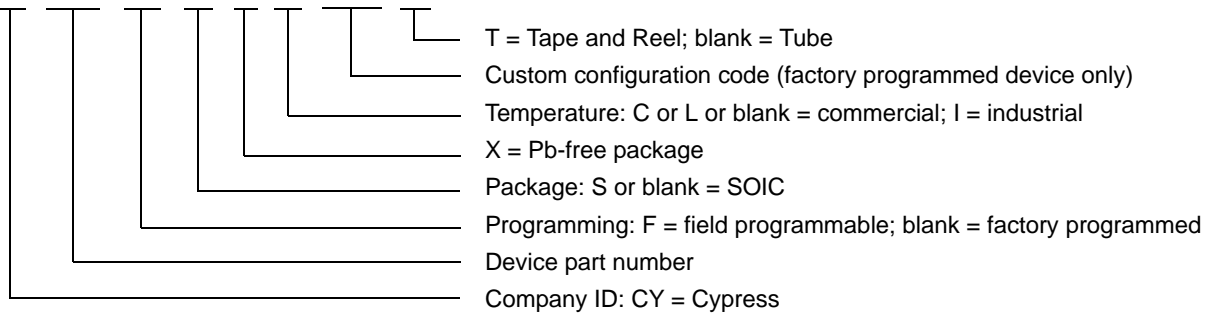 T = Tape and Reel; blank = Tube
Custom configuration code (factory programmed device only)
Temperature: C or L or blank = commercial; I = industrial
X = Pb-free package
Package: S or blank = SOIC
Programming: F = field programmable; blank = factory programmed
Device part number
Company ID: CY = Cypress